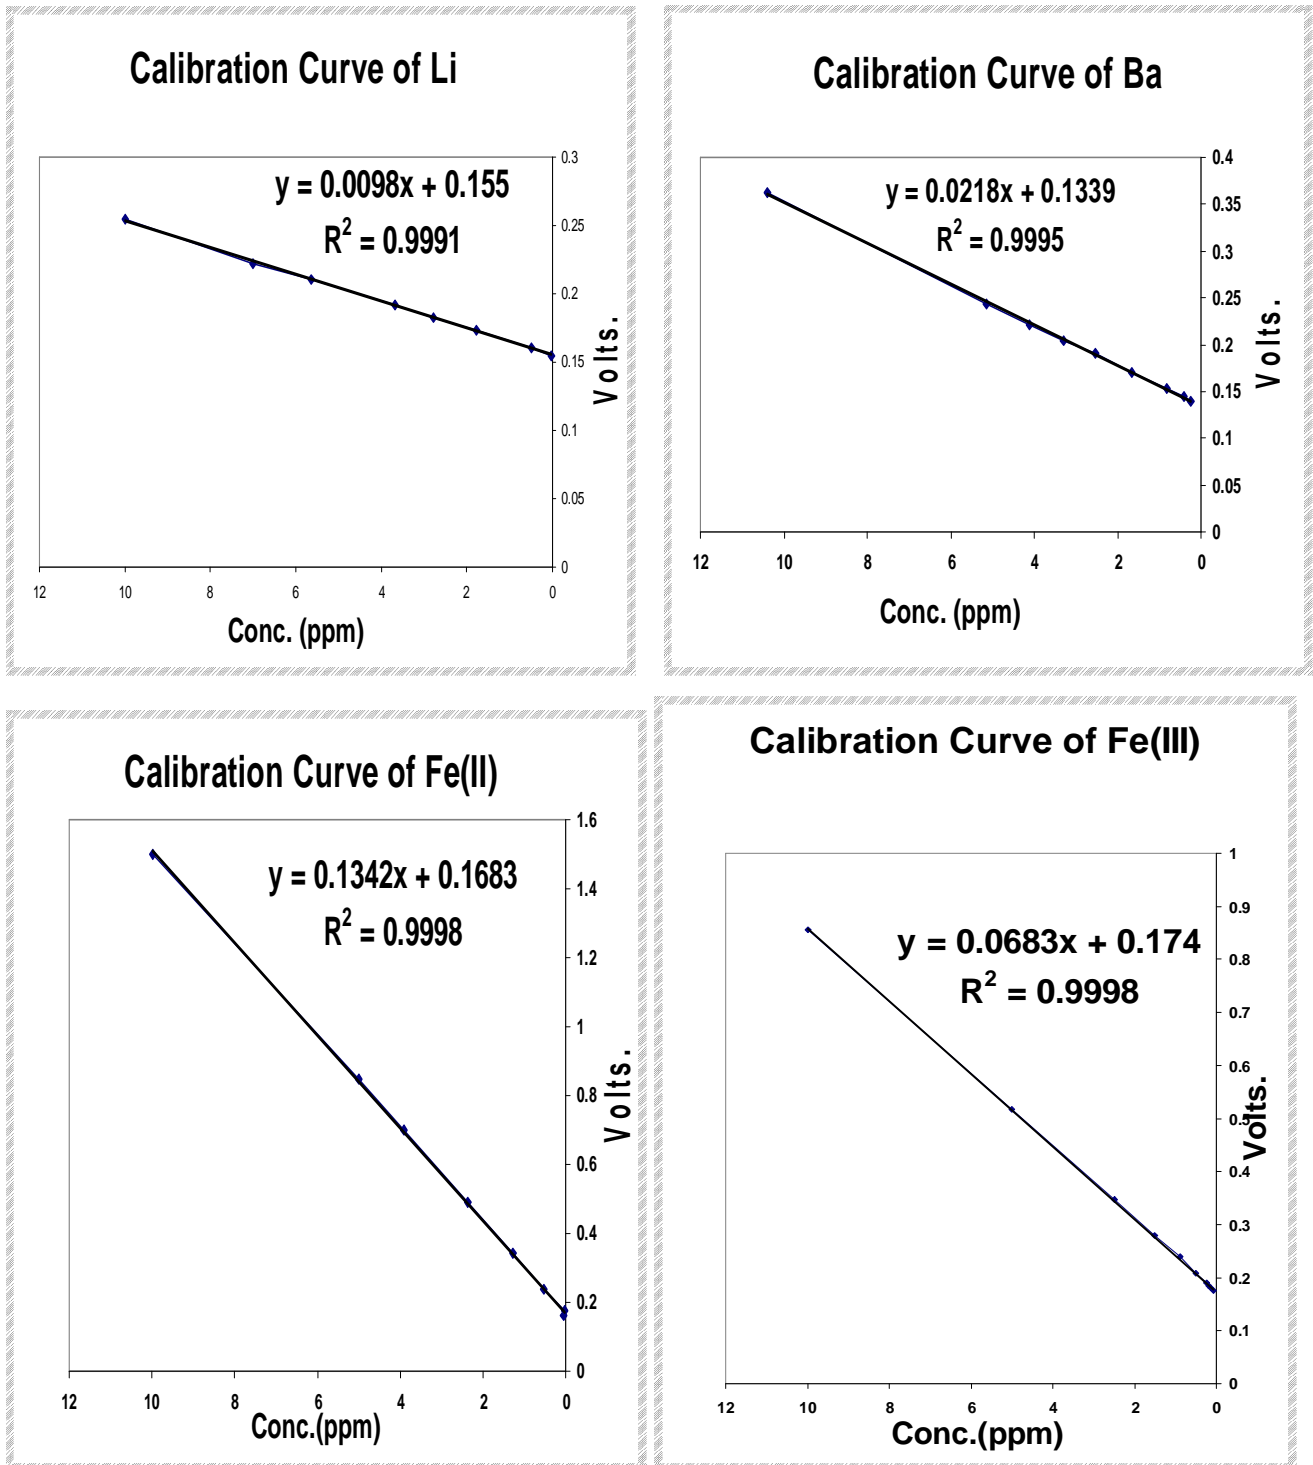 Calibration Curve of Li
y = 0.0098x + 0.155
R² = 0.9991
0.3
0.25
0.2
0.15
0.1
0.05
0
Volts.
12 10 8 6 4 2 0
Conc. (ppm)
Calibration Curve of Ba
y = 0.0218x + 0.1339
R² = 0.9995
0.4
0.35
0.3
0.25
0.2
0.15
0.1
0.05
0
Volts.
12 10 8 6 4 2 0
Conc. (ppm)
Calibration Curve of Fe(II)
y = 0.1342x + 0.1683
R² = 0.9998
1.6
1.4
1.2
1
0.8
0.6
0.4
0.2
0
Volts.
12 10 8 6 4 2 0
Conc.(ppm)
Calibration Curve of Fe(III)
y = 0.0683x + 0.174
R² = 0.9998
1
0.9
0.8
0.7
0.6
0.5
0.4
0.3
0.2
0.1
0
Volts.
12 10 8 6 4 2 0
Conc.(ppm)